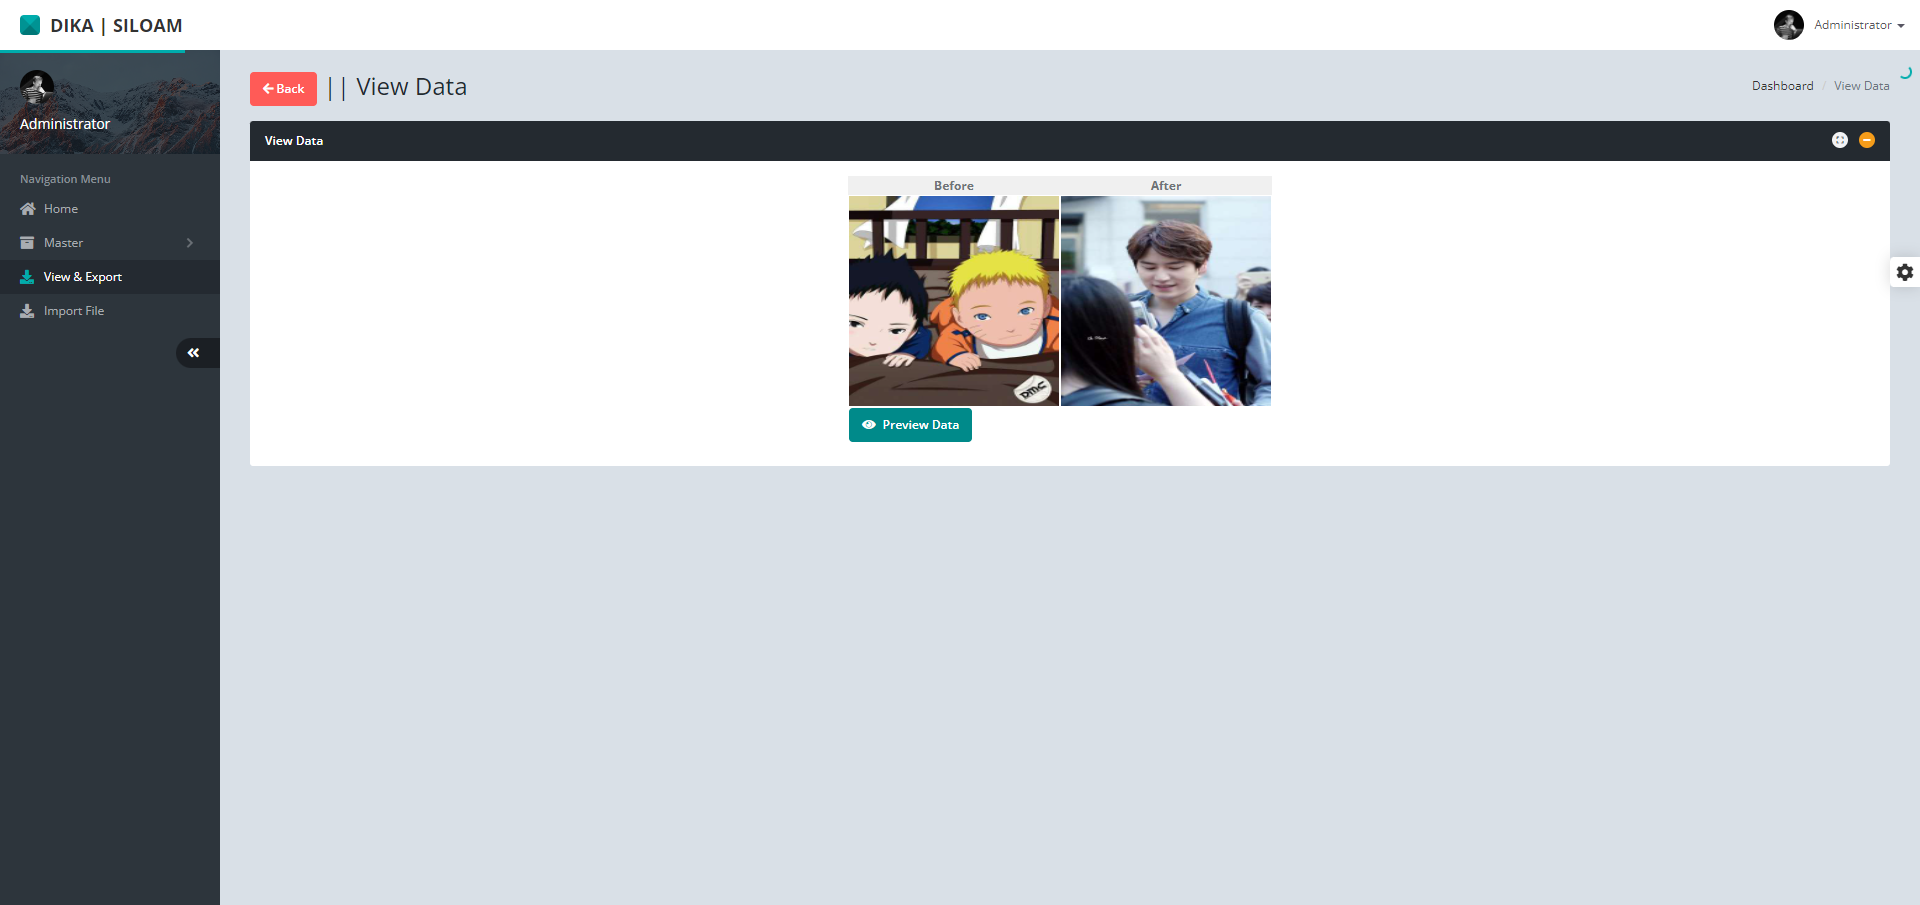 DIKA | SILOAM
Administrator
Administrator
Navigation Menu
Home
Master
View & Export
Import File
Back || View Data
Dashboard / View Data
View Data
Before After
DMC
Preview Data